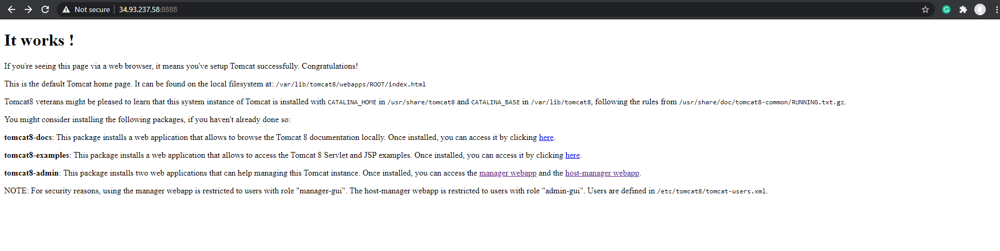 Not secure | 34.93.237.58:8888
It works !
If you're seeing this page via a web browser, it means you've setup Tomcat successfully. Congratulations!
This is the default Tomcat home page. It can be found on the local filesystem at: /var/lib/tomcat8/webapps/ROOT/index.html
Tomcat8 veterans might be pleased to learn that this system instance of Tomcat is installed with CATALINA_HOME in /usr/share/tomcat8 and CATALINA_BASE in /var/lib/tomcat8, following the rules from /usr/share/doc/tomcat8-common/RUNNING.txt.gz.
You might consider installing the following packages, if you haven't already done so:
tomcat8-docs: This package installs a web application that allows to browse the Tomcat 8 documentation locally. Once installed, you can access it by clicking here.
tomcat8-examples: This package installs a web application that allows to access the Tomcat 8 Servlet and JSP examples. Once installed, you can access it by clicking here.
tomcat8-admin: This package installs two web applications that can help managing this Tomcat instance. Once installed, you can access the manager webapp and the host-manager webapp.
NOTE: For security reasons, using the manager webapp is restricted to users with role "manager-gui". The host-manager webapp is restricted to users with role "admin-gui". Users are defined in /etc/tomcat8/tomcat-users.xml.